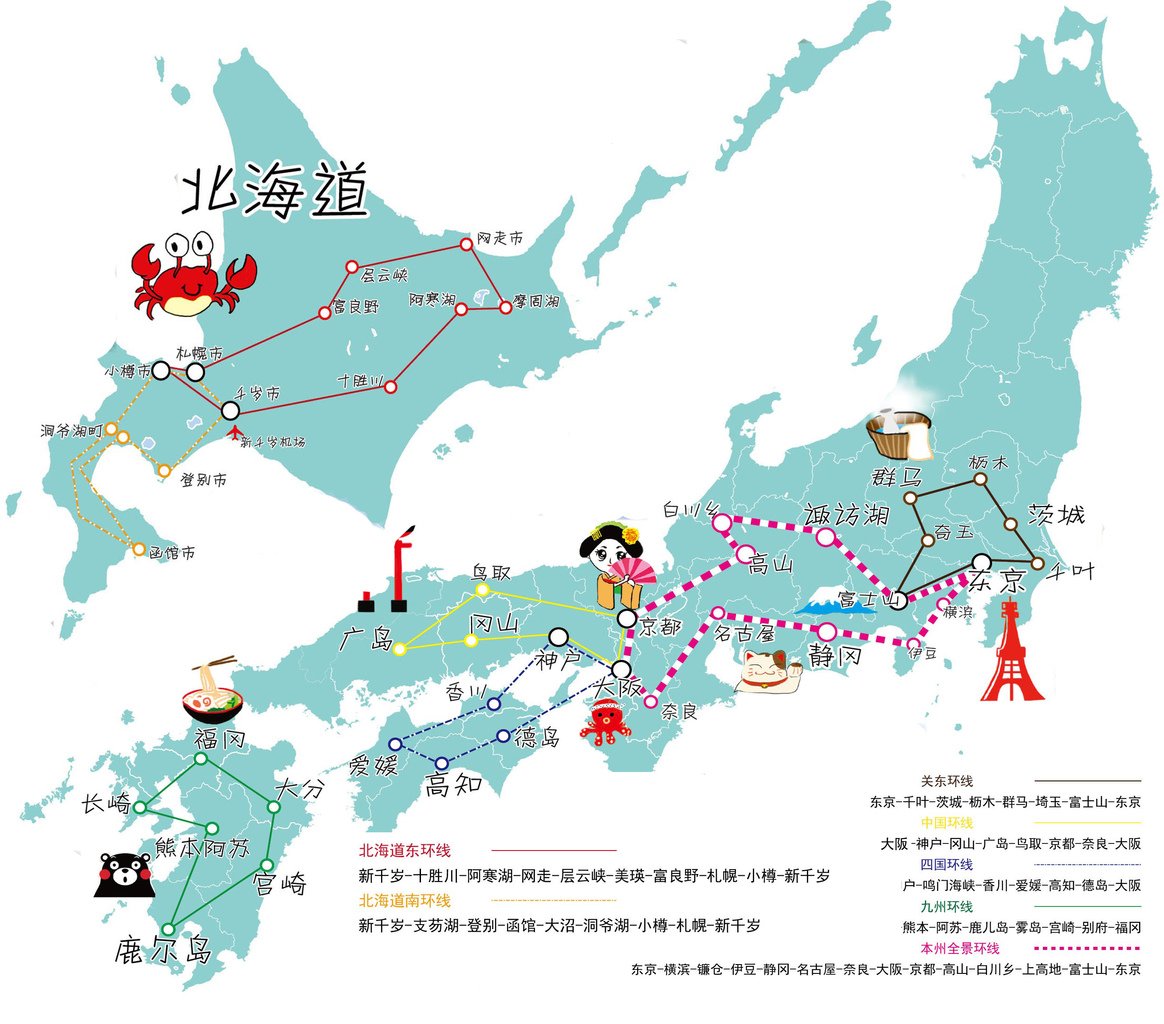 北海道
网走市
层云峡
富良野
阿寒湖
摩周湖
札幌市
小樽市
十胜川
千岁市
新千岁机场
洞爷湖町
登别市
函馆市
群马
栃木
茨城
奇玉
千叶
东京
富士山
横滨
伊豆
白川乡
诹访湖
高山
京都
名古屋
静冈
鸟取
冈山
广岛
神户
大阪
奈良
香川
德岛
爱媛
高知
福冈
长崎
大分
熊本阿苏
宫崎
鹿尔岛
北海道东环线
新千岁-十胜川-阿寒湖-网走-层云峡-美瑛-富良野-札幌-小樽-新千岁
北海道南环线
新千岁-支芴湖-登别-函馆-大沼-洞爷湖-小樽-札幌-新千岁
关东环线
东京-千叶-茨城-栃木-群马-埼玉-富士山-东京
中国环线
大阪 -神户-冈山-广岛-鸟取-京都-奈良-大阪
四国环线
户-鸣门海峡-香川-爱媛-高知-德岛-大阪
九州环线
熊本-阿苏-鹿儿岛-雾岛-宫崎-别府-福冈
本州全景环线
东京-横滨-镰仓-伊豆-静冈-名古屋-奈良-大阪-京都-高山-白川乡-上高地-富士山-东京